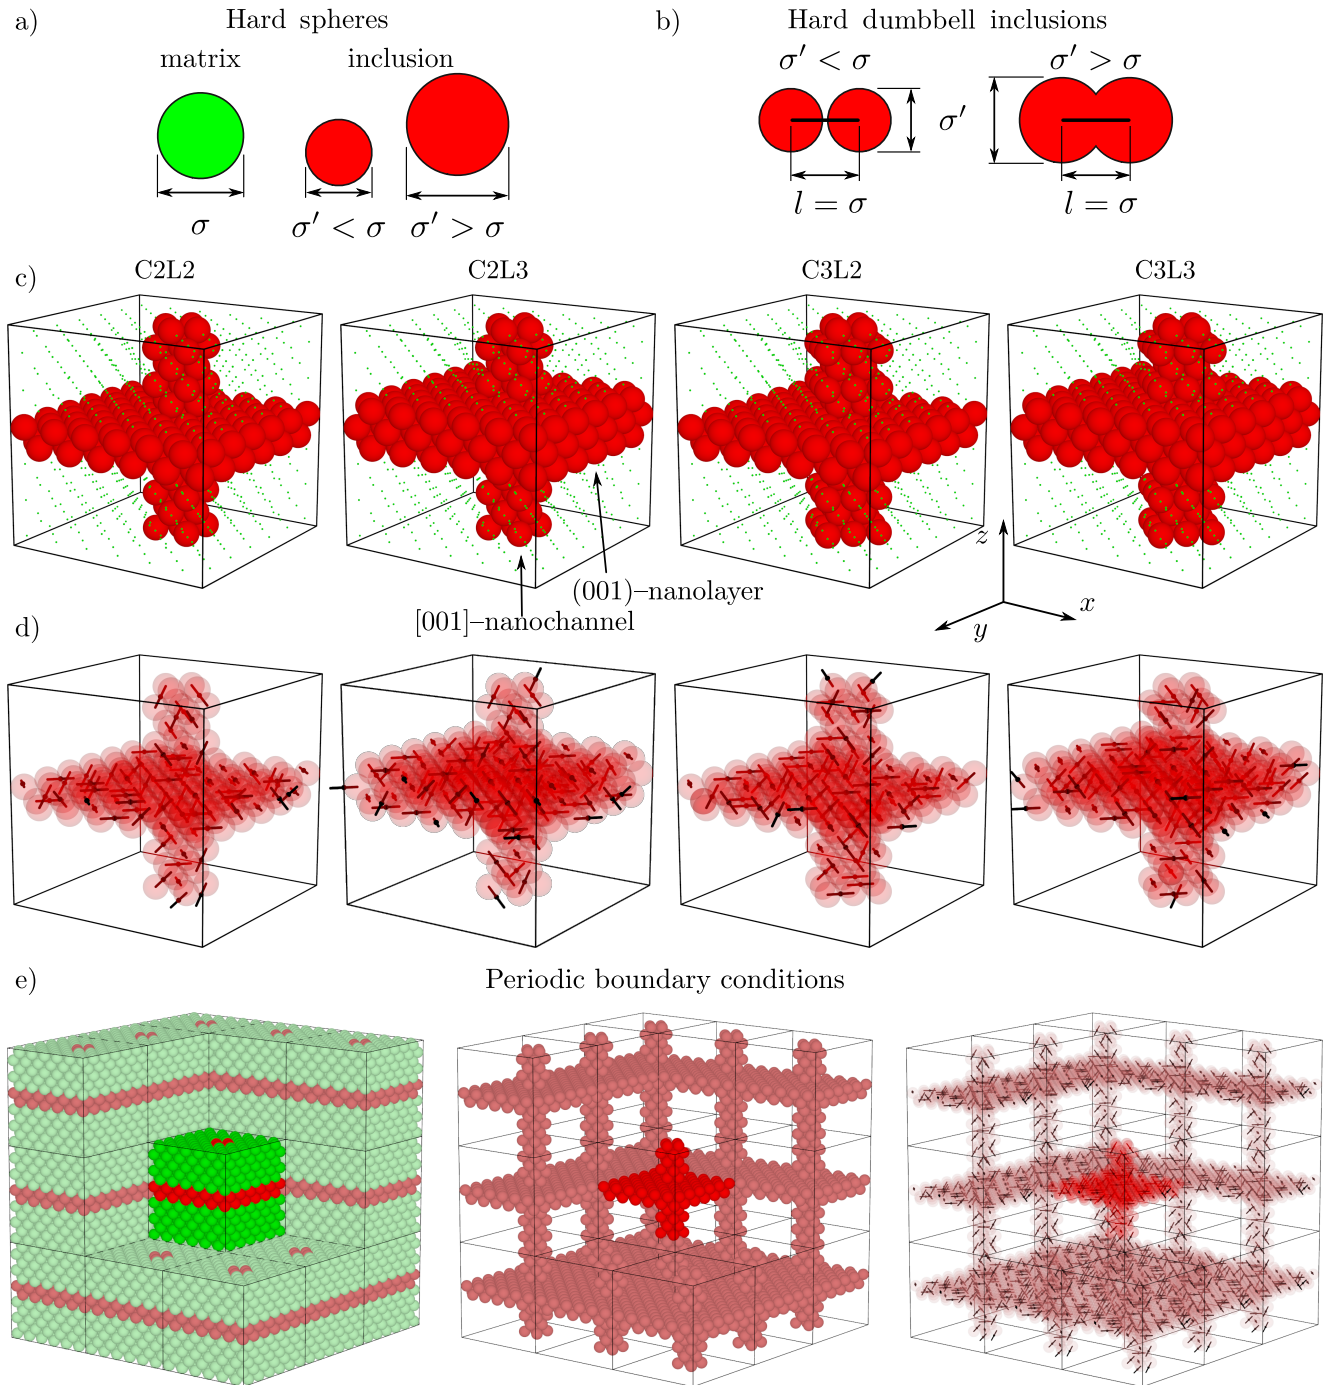 a) Hard spheres
b) Hard dumbbell inclusions
matrix inclusion
σ′ < σ σ′ > σ
σ′
σ σ′ < σ σ′ > σ
l = σ l = σ
c) C2L2 C2L3 C3L2 C3L3
z
(001)–nanolayer
x
[001]–nanochannel
y
d)
e) Periodic boundary conditions